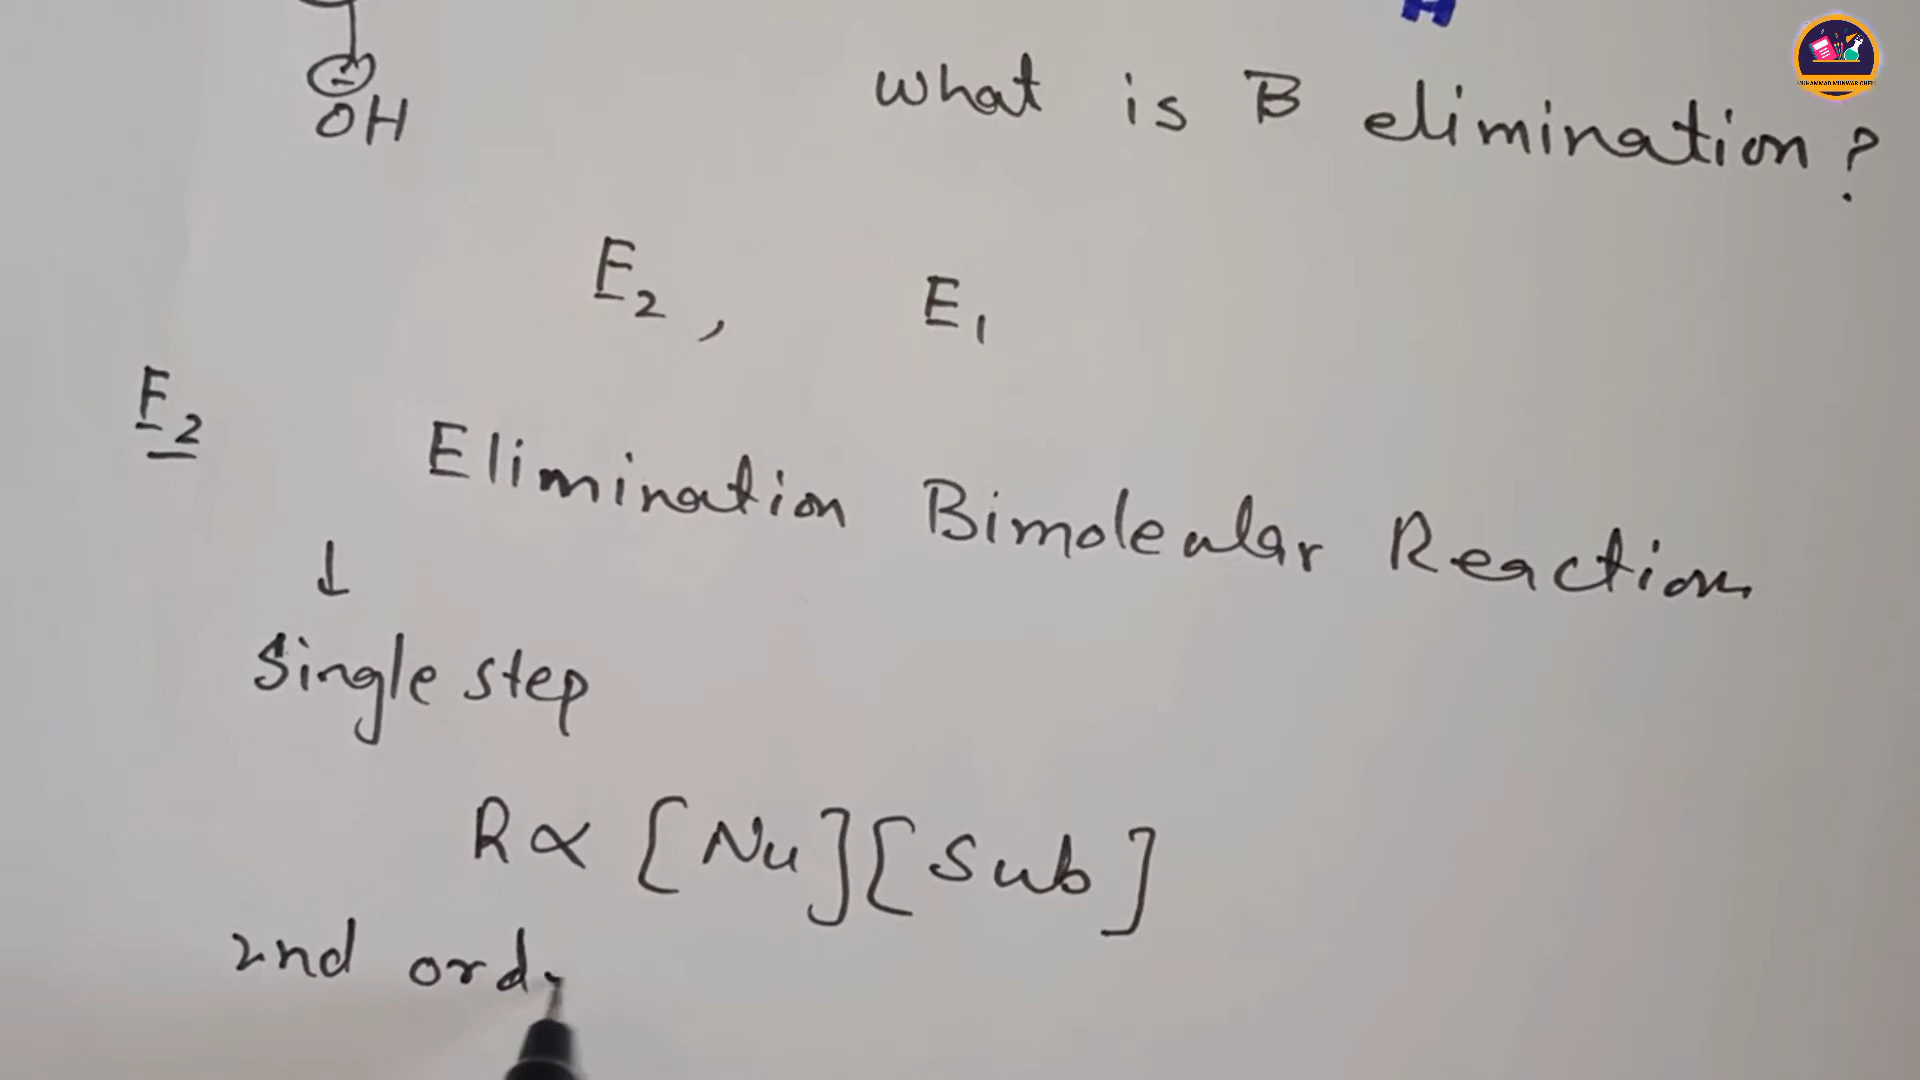 OH
what is B elimination?
E2, E1
E2 Elimination Bimolecular Reaction
Single step
R∝ [Nu][Sub]
2nd ord